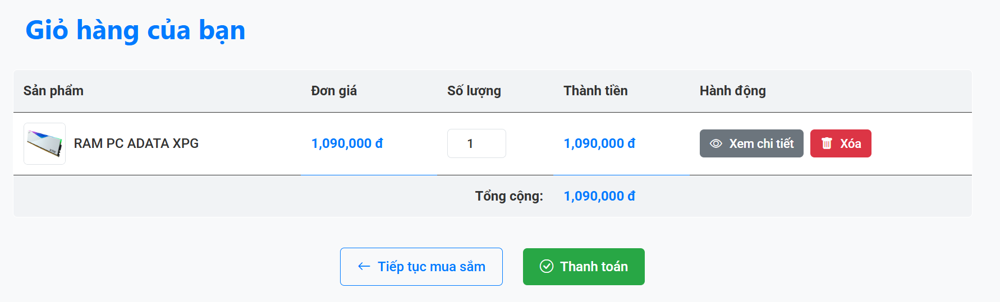 Giỏ hàng của bạn
Sản phẩm Đơn giá Số lượng Thành tiền Hành động
RAM PC ADATA XPG 1,090,000 đ 1 1,090,000 đ Xem chi tiết Xóa
Tổng cộng: 1,090,000 đ
Tiếp tục mua sắm Thanh toán